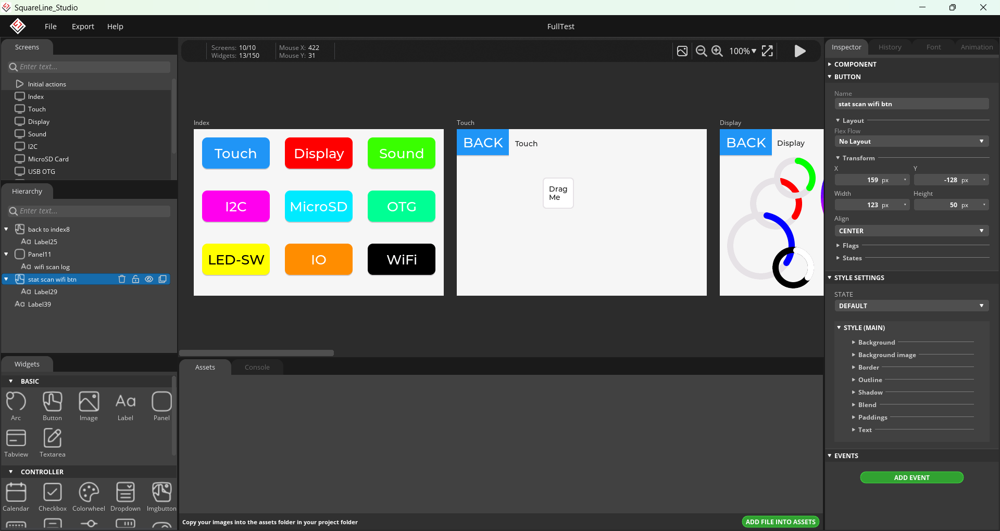 SquareLine_Studio
File Export Help
FullTest
Screens
Enter text...
Initial actions
Index
Touch
Display
Sound
I2C
MicroSD Card
USB OTG
Hierarchy
Enter text...
back to index8
Label25
Panel11
wifi scan log
stat scan wifi btn
Label29
Label39
Widgets
BASIC
Arc Button Image Label Panel
Tabview Textarea
CONTROLLER
Calendar Checkbox Colorwheel Dropdown Imgbutton
Screens: 10/10
Widgets: 13/150
Mouse X: 422
Mouse Y: 31
100%
Index
Touch Display Sound
I2C MicroSD OTG
LED-SW IO WiFi
Touch
BACK Touch
Drag
Me
Display
BACK Display
Assets Console
Copy your images into the assets folder in your project folder
ADD FILE INTO ASSETS
Inspector History Font Animation
COMPONENT
BUTTON
Name
stat scan wifi btn
Layout
Flex Flow
No Layout
Transform
X Y
159 px -128 px
Width Height
123 px 50 px
Align
CENTER
Flags
States
STYLE SETTINGS
STATE
DEFAULT
STYLE (MAIN)
Background
Background image
Border
Outline
Shadow
Blend
Paddings
Text
EVENTS
ADD EVENT